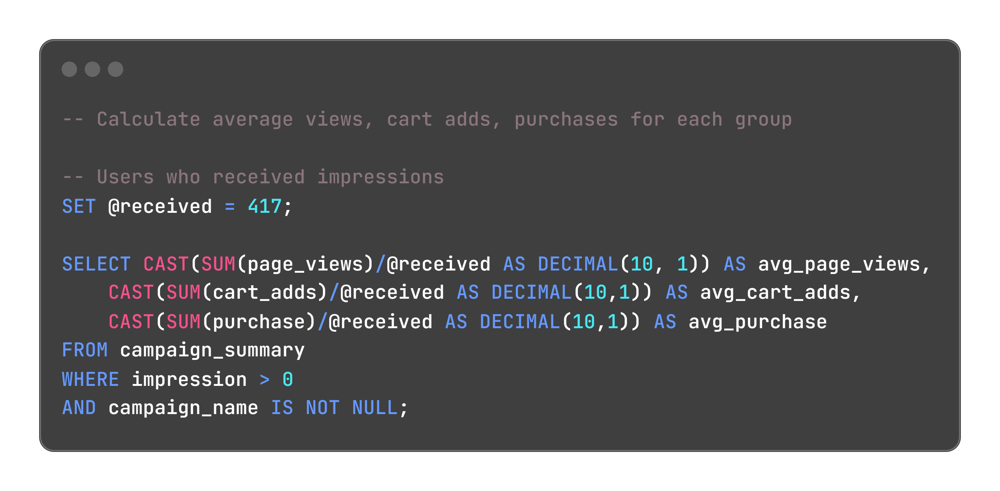 -- Calculate average views, cart adds, purchases for each group
-- Users who received impressions
SET @received = 417;
SELECT CAST(SUM(page_views)/@received AS DECIMAL(10, 1)) AS avg_page_views,
CAST(SUM(cart_adds)/@received AS DECIMAL(10,1)) AS avg_cart_adds,
CAST(SUM(purchase)/@received AS DECIMAL(10,1)) AS avg_purchase
FROM campaign_summary
WHERE impression > 0
AND campaign_name IS NOT NULL;